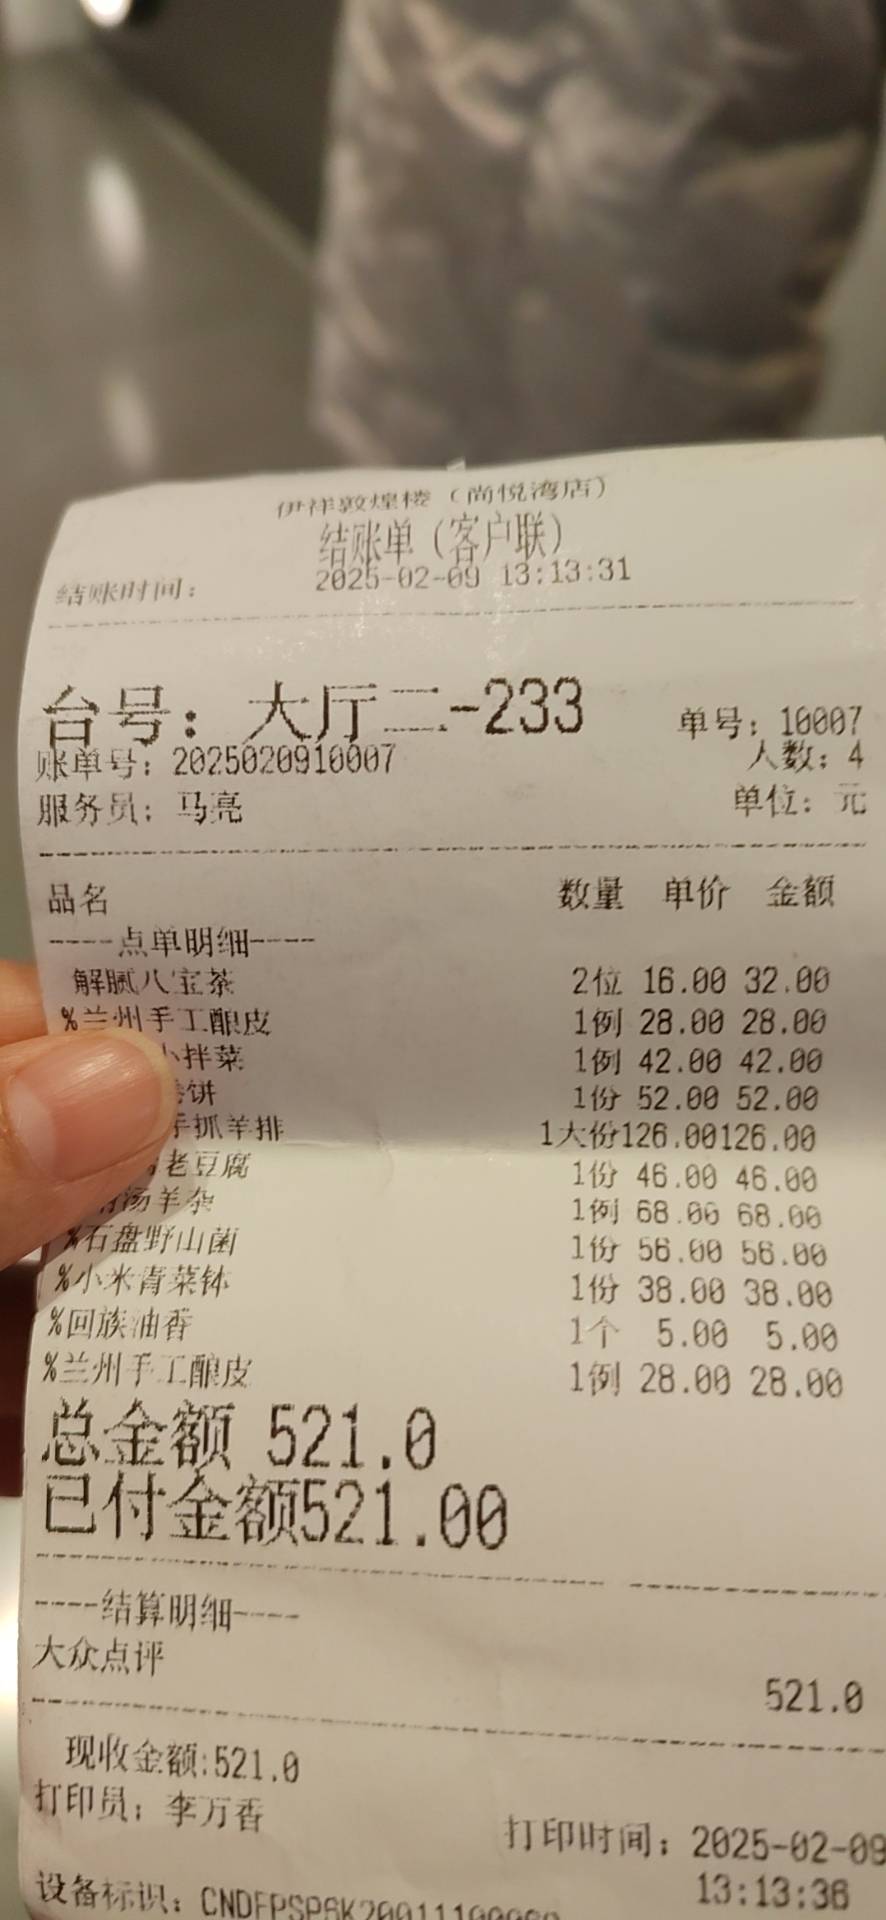 伊祥敦煌楼（尚悦湾店）
结账单（客户联）
结账时间： 2025-02-09 13:13:31
台号：大厅二-233 单号：10007
账单号：2025020910007 人数：4
服务员：马亮 单位：元
品名 数量 单价 金额
----点单明细----
解腻八宝茶 2位 16.00 32.00
%兰州手工酿皮 1例 28.00 28.00
小拌菜 1例 42.00 42.00
卷饼 1份 52.00 52.00
手抓羊排 1大份126.00126.00
老豆腐 1份 46.00 46.00
汤羊杂 1例 68.00 68.00
%石盘野山菌 1份 56.00 56.00
%小米青菜钵 1份 38.00 38.00
%回族油香 1个 5.00 5.00
%兰州手工酿皮 1例 28.00 28.00
总金额 521.0
已付金额521.00
----结算明细----
大众点评
521.0
现收金额:521.0
打印员：李万香
打印时间：2025-02-09
13:13:36
设备标识：